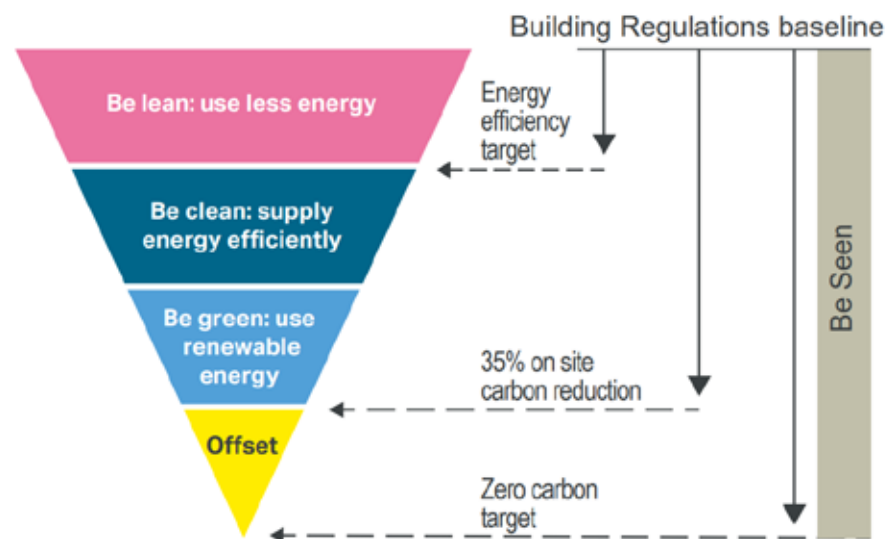 Building Regulations baseline
Be lean: use less energy
Energy
efficiency
target
Be clean: supply
energy efficiently
Be green: use
renewable
energy
35% on site
carbon reduction
Offset
Zero carbon
target
Be Seen